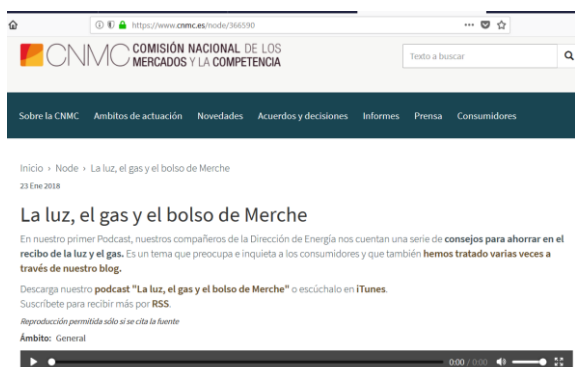 https://www.cnmc.es/node/366590
CNMC COMISIÓN NACIONAL DE LOS
MERCADOS Y LA COMPETENCIA
Texto a buscar
Sobre la CNMC Ambitos de actuación Novedades Acuerdos y decisiones Informes Prensa Consumidores
Inicio › Node › La luz, el gas y el bolso de Merche
23 Ene 2018
La luz, el gas y el bolso de Merche
En nuestro primer Podcast, nuestros compañeros de la Dirección de Energía nos cuentan una serie de consejos para ahorrar en el
recibo de la luz y el gas. Es un tema que preocupa e inquieta a los consumidores y que también hemos tratado varias veces a
través de nuestro blog.
Descarga nuestro podcast "La luz, el gas y el bolso de Merche" o escúchalo en iTunes.
Suscríbete para recibir más por RSS.
Reproducción permitida sólo si se cita la fuente
Ámbito: General
0:00 / 0:00